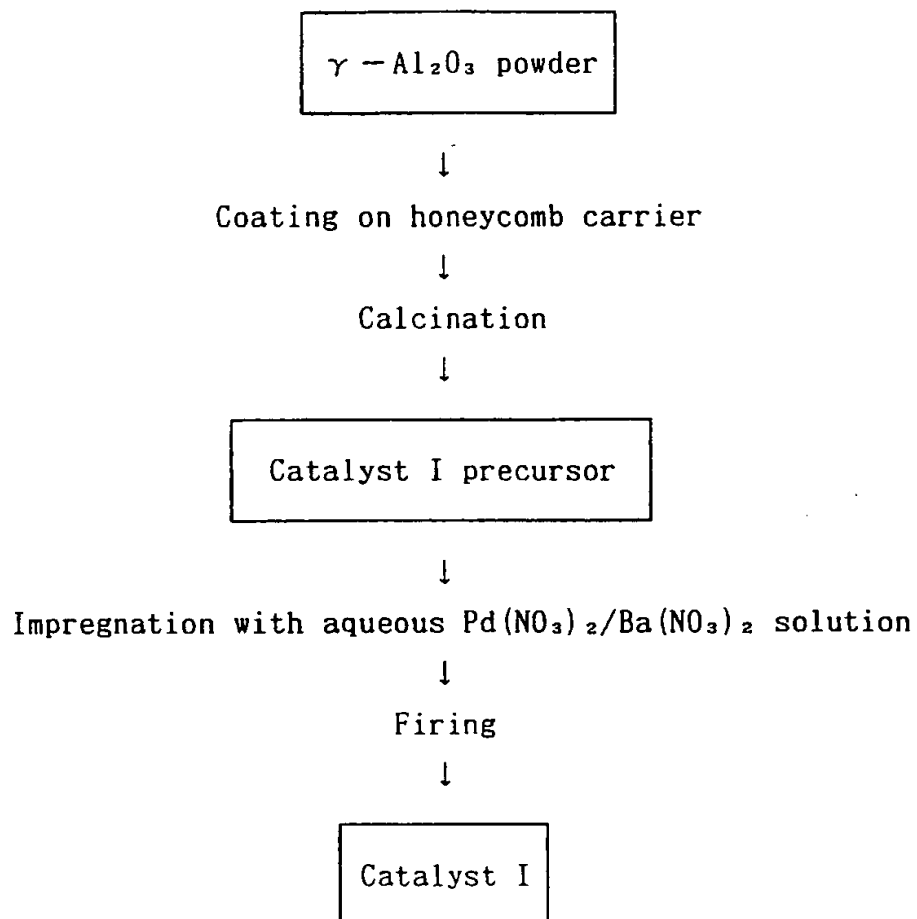 γ－Al₂O₃ powder
↓
Coating on honeycomb carrier
↓
Calcination
↓
Catalyst I precursor
↓
Impregnation with aqueous Pd(NO₃)₂/Ba(NO₃)₂ solution
↓
Firing
↓
Catalyst I